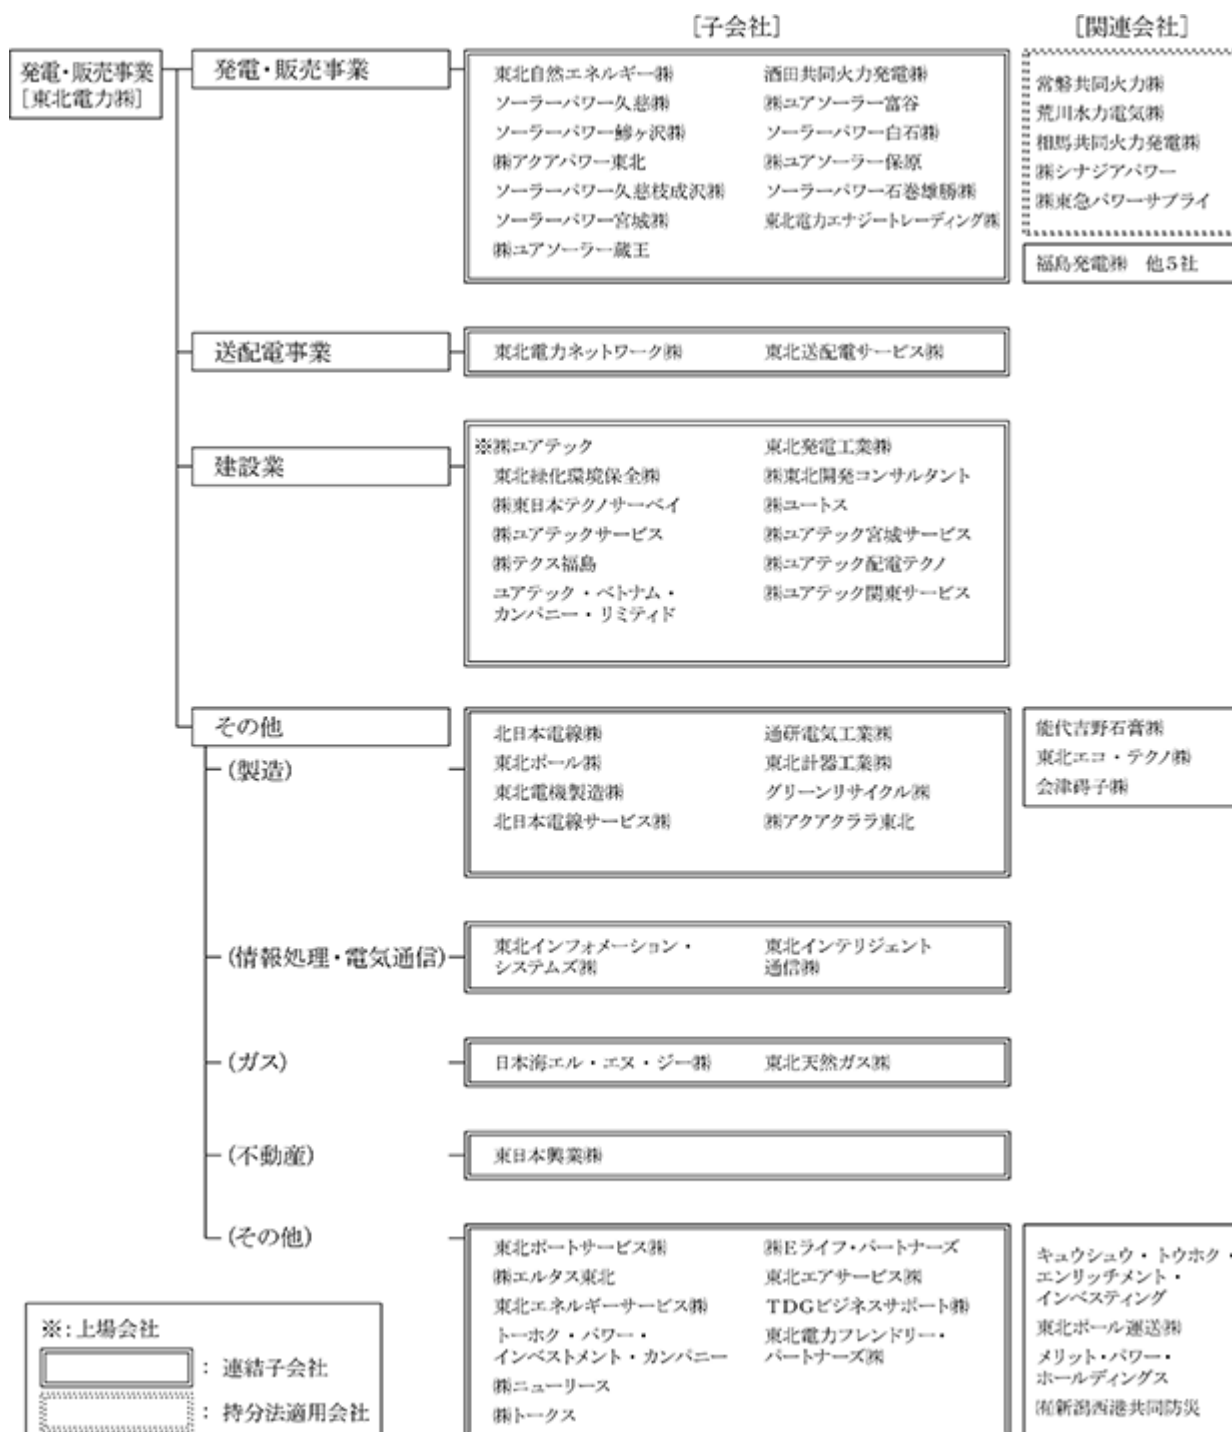 [子会社]
[関連会社]
発電・販売事業
[東北電力㈱]
発電・販売事業
東北自然エネルギー㈱
ソーラーパワー久慈㈱
ソーラーパワー鰺ヶ沢㈱
㈱アクアパワー東北
ソーラーパワー久慈枝成沢㈱
ソーラーパワー宮城㈱
㈱ユアソーラー蔵王
酒田共同火力発電㈱
㈱ユアソーラー富谷
ソーラーパワー白石㈱
㈱ユアソーラー保原
ソーラーパワー石巻雄勝㈱
東北電力エナジートレーディング㈱
常磐共同火力㈱
荒川水力電気㈱
相馬共同火力発電㈱
㈱シナジアパワー
㈱東急パワーサプライ
福島発電㈱ 他5社
送配電事業
東北電力ネットワーク㈱
東北送配電サービス㈱
建設業
※㈱ユアテック
東北緑化環境保全㈱
㈱東日本テクノサーベイ
㈱ユアテックサービス
㈱テクス福島
ユアテック・ベトナム・
カンパニー・リミティド
東北発電工業㈱
㈱東北開発コンサルタント
㈱ユートス
㈱ユアテック宮城サービス
㈱ユアテック配電テクノ
㈱ユアテック関東サービス
その他
(製造)
北日本電線㈱
東北ポール㈱
東北電機製造㈱
北日本電線サービス㈱
通研電気工業㈱
東北計器工業㈱
グリーンリサイクル㈱
㈱アクアクララ東北
能代吉野石膏㈱
東北エコ・テクノ㈱
会津碍子㈱
(情報処理・電気通信)
東北インフォメーション・
システムズ㈱
東北インテリジェント
通信㈱
(ガス)
日本海エル・エヌ・ジー㈱
東北天然ガス㈱
(不動産)
東日本興業㈱
(その他)
東北ポートサービス㈱
㈱エルタス東北
東北エネルギーサービス㈱
トーホク・パワー・
インベストメント・カンパニー
㈱ニューリース
㈱トークス
㈱Eライフ・パートナーズ
東北エアサービス㈱
TDGビジネスサポート㈱
東北電力フレンドリー・
パートナーズ㈱
キュウシュウ・トウホク・
エンリッチメント・
インベスティング
東北ポール運送㈱
メリット・パワー・
ホールディングス
㈲新潟西港共同防災
※：上場会社
： 連結子会社
： 持分法適用会社